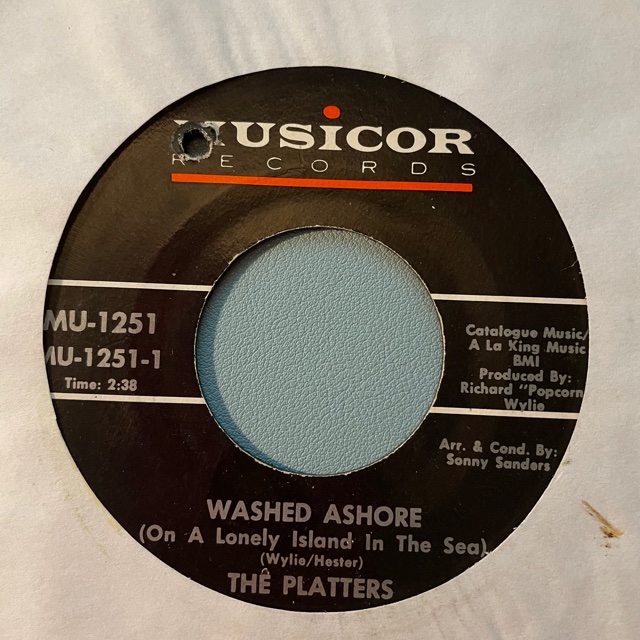 MUSICOR
RECORDS
MU-1251
MU-1251-1
Time: 2:38
Catalogue Music/
A La King Music
BMI
Produced By:
Richard "Popcorn
Wylie
Arr. & Cond. By:
Sonny Sanders
WASHED ASHORE
(On A Lonely Island In The Sea)
(Wylie/Hester)
THE PLATTERS